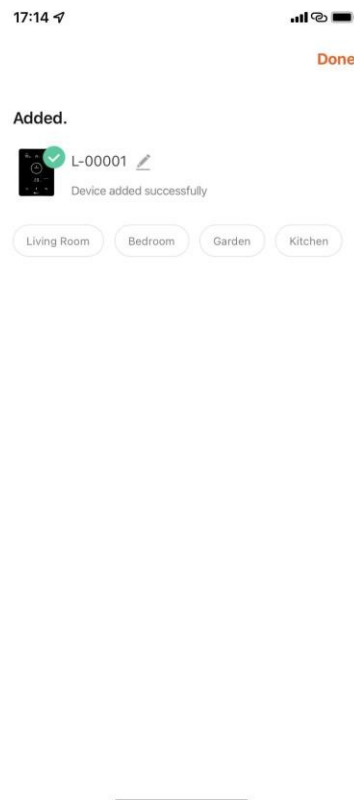 17:14
Done
Added.
L-00001
Device added successfully
Living Room
Bedroom
Garden
Kitchen